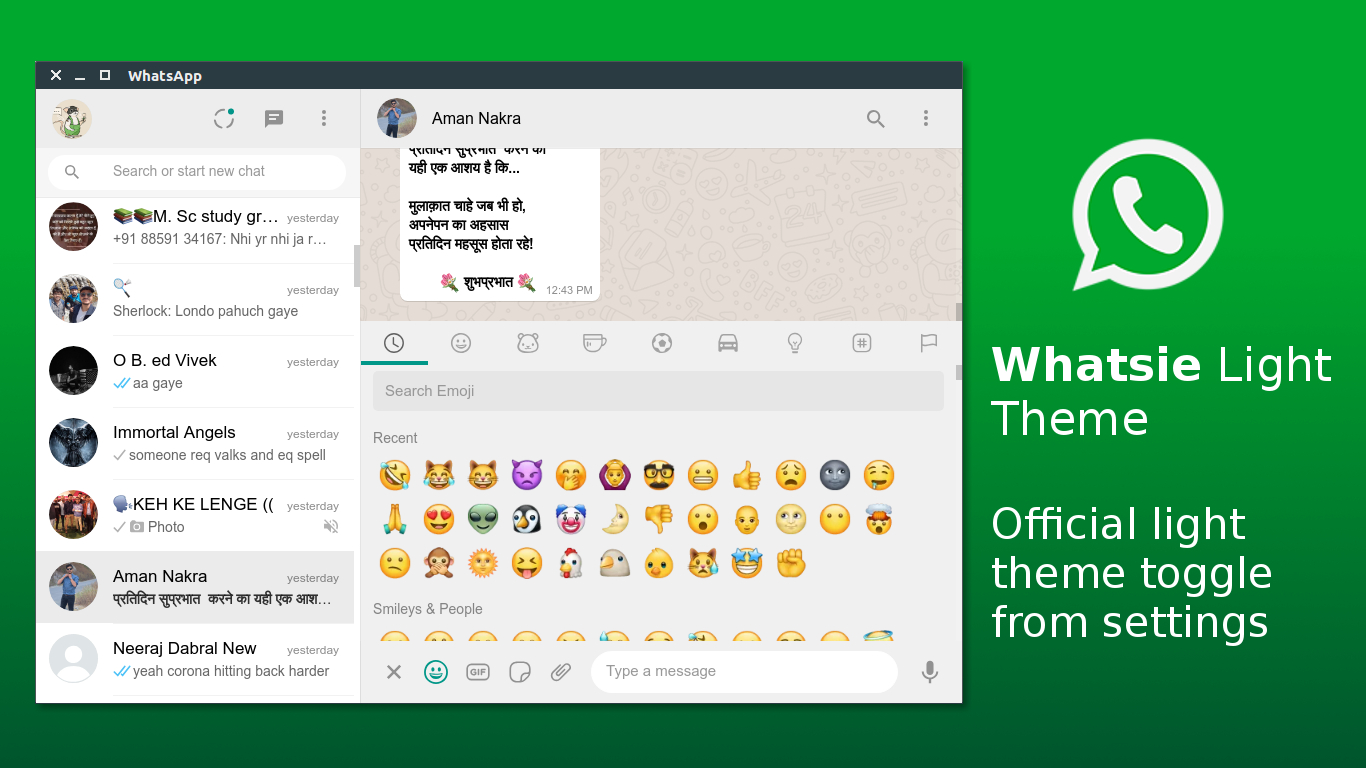 WhatsApp
Aman Nakra
Search or start new chat
📚📚M. Sc study gr… yesterday
+91 88591 34167: Nhi yr nhi ja r…
yesterday
Sherlock: Londo pahuch gaye
O B. ed Vivek yesterday
aa gaye
Immortal Angels yesterday
someone req valks and eq spell
KEH KE LENGE (( yesterday
Photo
Aman Nakra yesterday
प्रतिदिन सुप्रभात करने का यही एक आश…
Neeraj Dabral New yesterday
yeah corona hitting back harder
प्रतिदिन सुप्रभात करने का
यही एक आशय है कि...
मुलाक़ात चाहे जब भी हो,
अपनेपन का अहसास
प्रतिदिन महसूस होता रहे!
💐 शुभप्रभात 💐 12:43 PM
Search Emoji
Recent
Smileys & People
GIF
Type a message
Whatsie Light
Theme
Official light
theme toggle
from settings